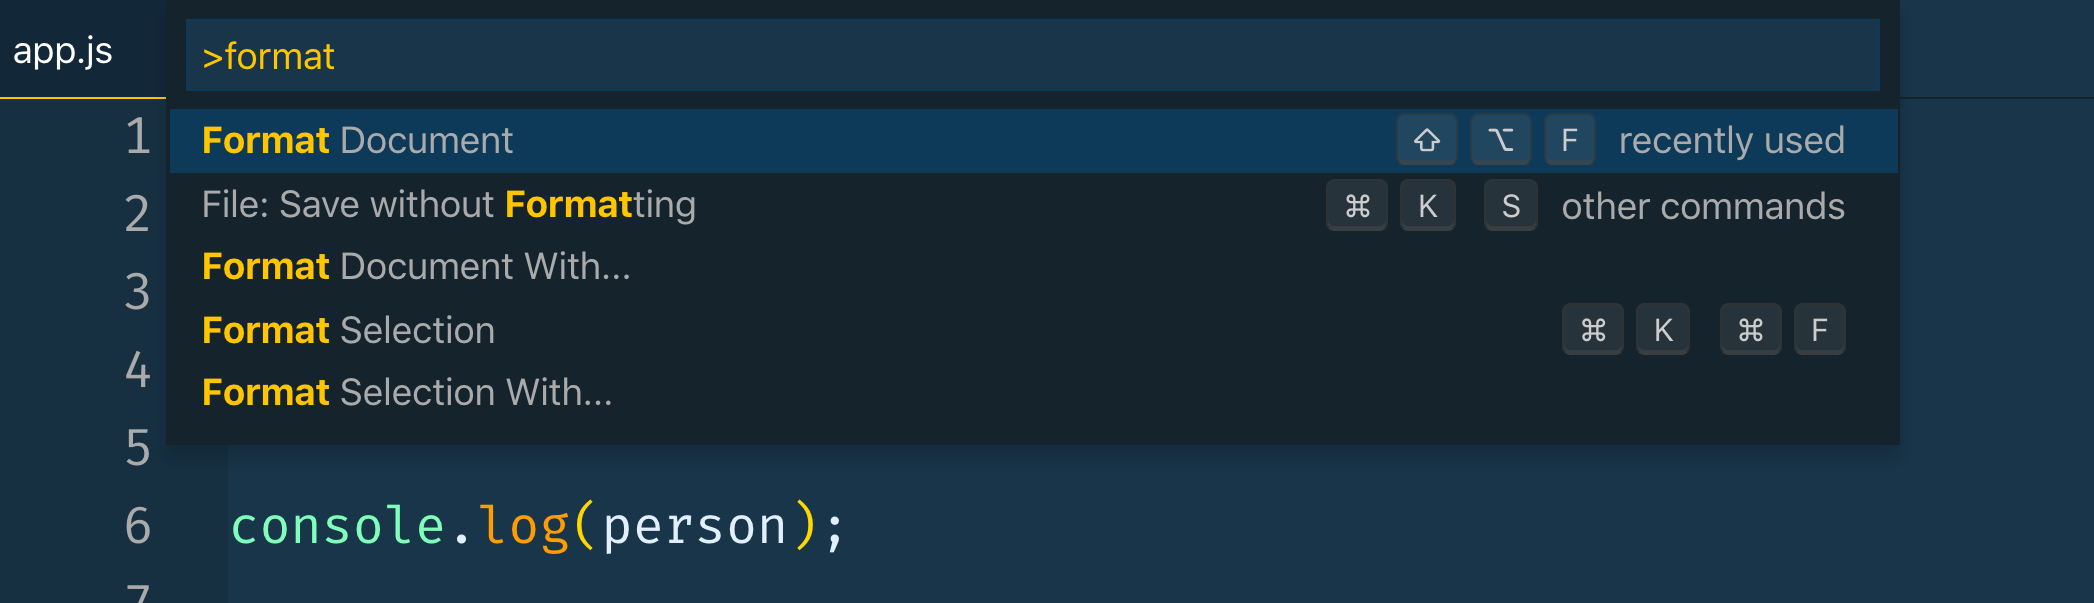 app.js
>format
1
Format Document ⇧ ⌥ F recently used
2
File: Save without Formatting ⌘ K S other commands
Format Document With...
3
Format Selection ⌘ K ⌘ F
4
Format Selection With...
5
6 console.log(person);
7